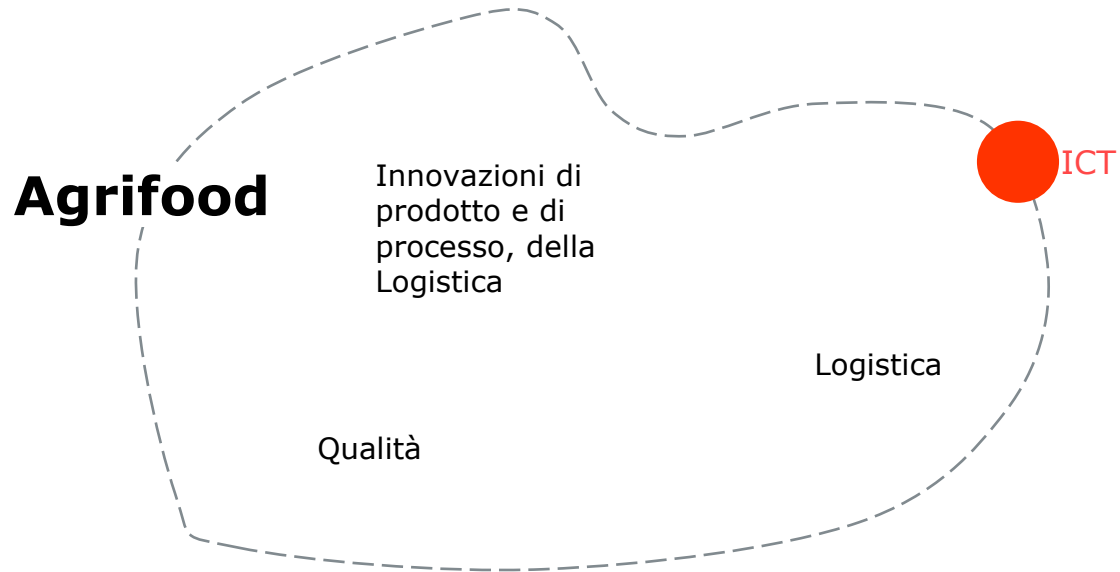 ICT
Agrifood
Innovazioni di
prodotto e di
processo, della
Logistica
Logistica
Qualità